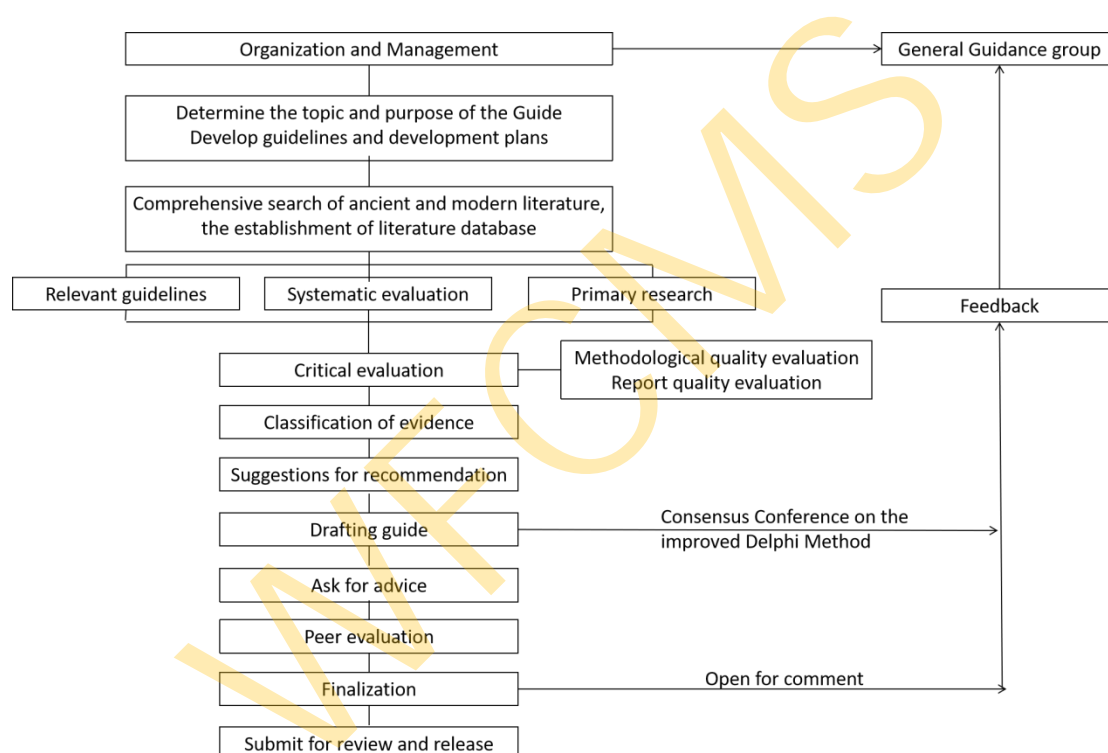 Organization and Management
General Guidance group
Determine the topic and purpose of the Guide
Develop guidelines and development plans
Comprehensive search of ancient and modern literature,
the establishment of literature database
Relevant guidelines
Systematic evaluation
Primary research
Feedback
Critical evaluation
Methodological quality evaluation
Report quality evaluation
Classification of evidence
Suggestions for recommendation
Drafting guide
Consensus Conference on the
improved Delphi Method
Ask for advice
Peer evaluation
Finalization
Open for comment
Submit for review and release
WFCMS